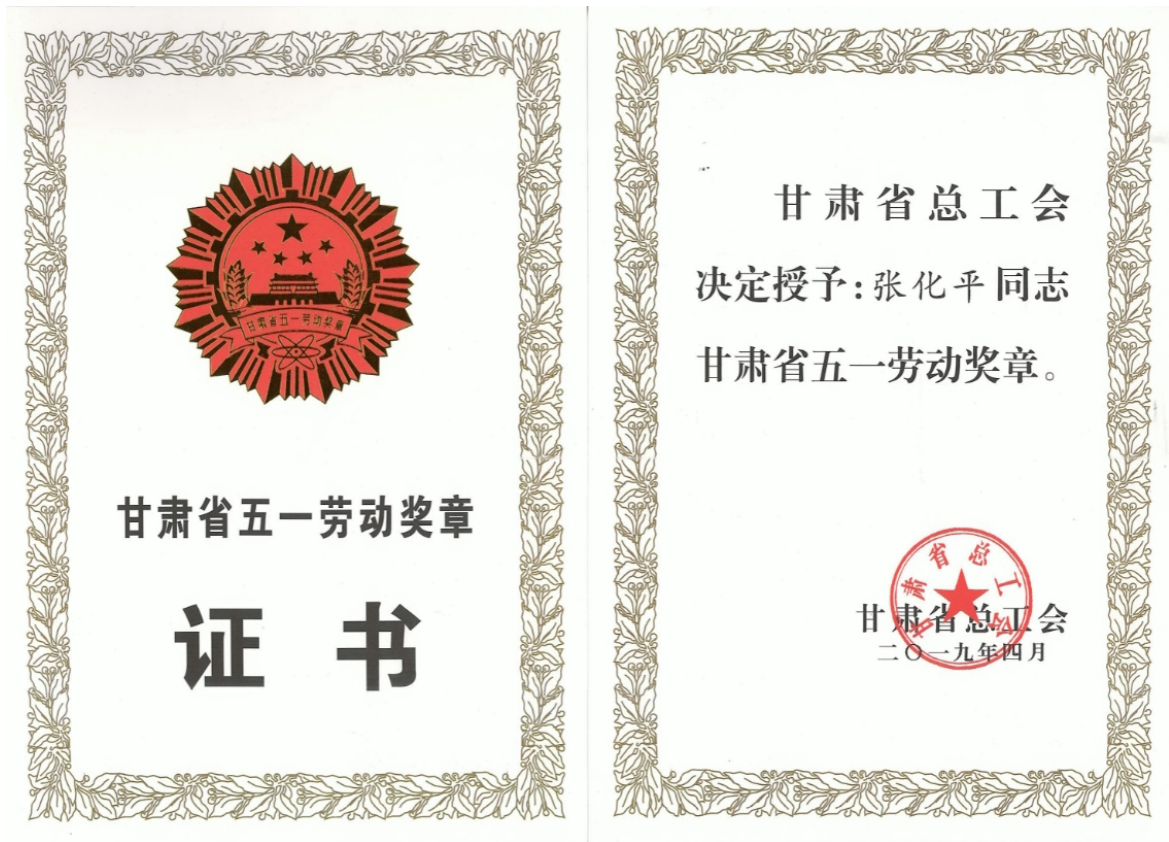 甘肃省五一劳动奖章
甘肃省五一劳动奖章
证书
甘肃省总工会
决定授予:张化平同志
甘肃省五一劳动奖章。
甘肃省总工会
甘肃省总工会
二〇一九年四月